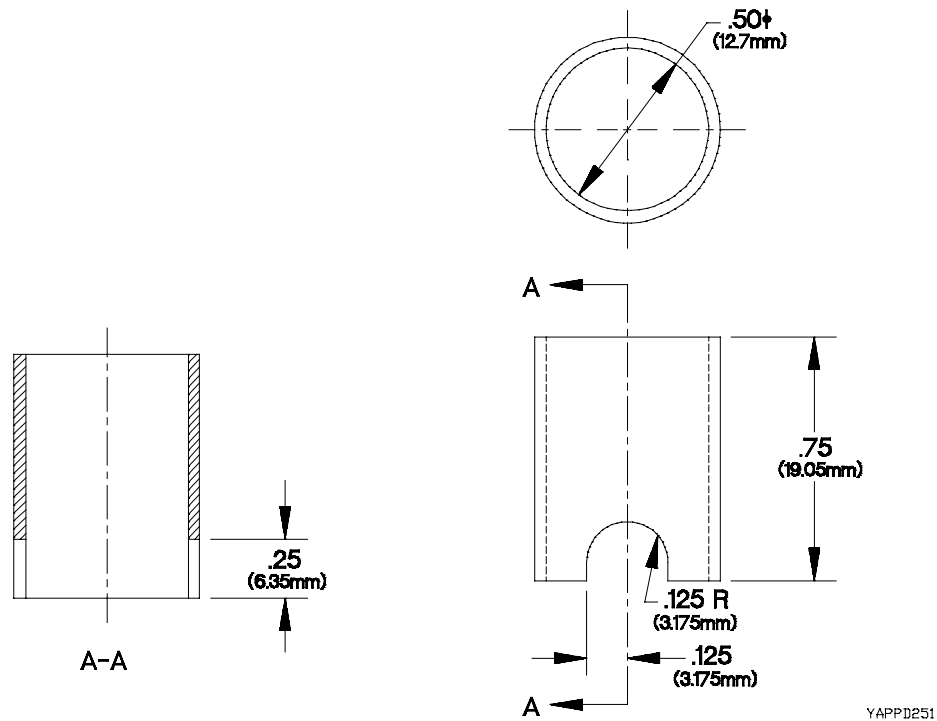 .50ϕ
(12.7mm)
A
.75
(19.05mm)
.25
(6.35mm)
.125 R
(3.175mm)
A-A
.125
(3.175mm)
A
YAPPD251